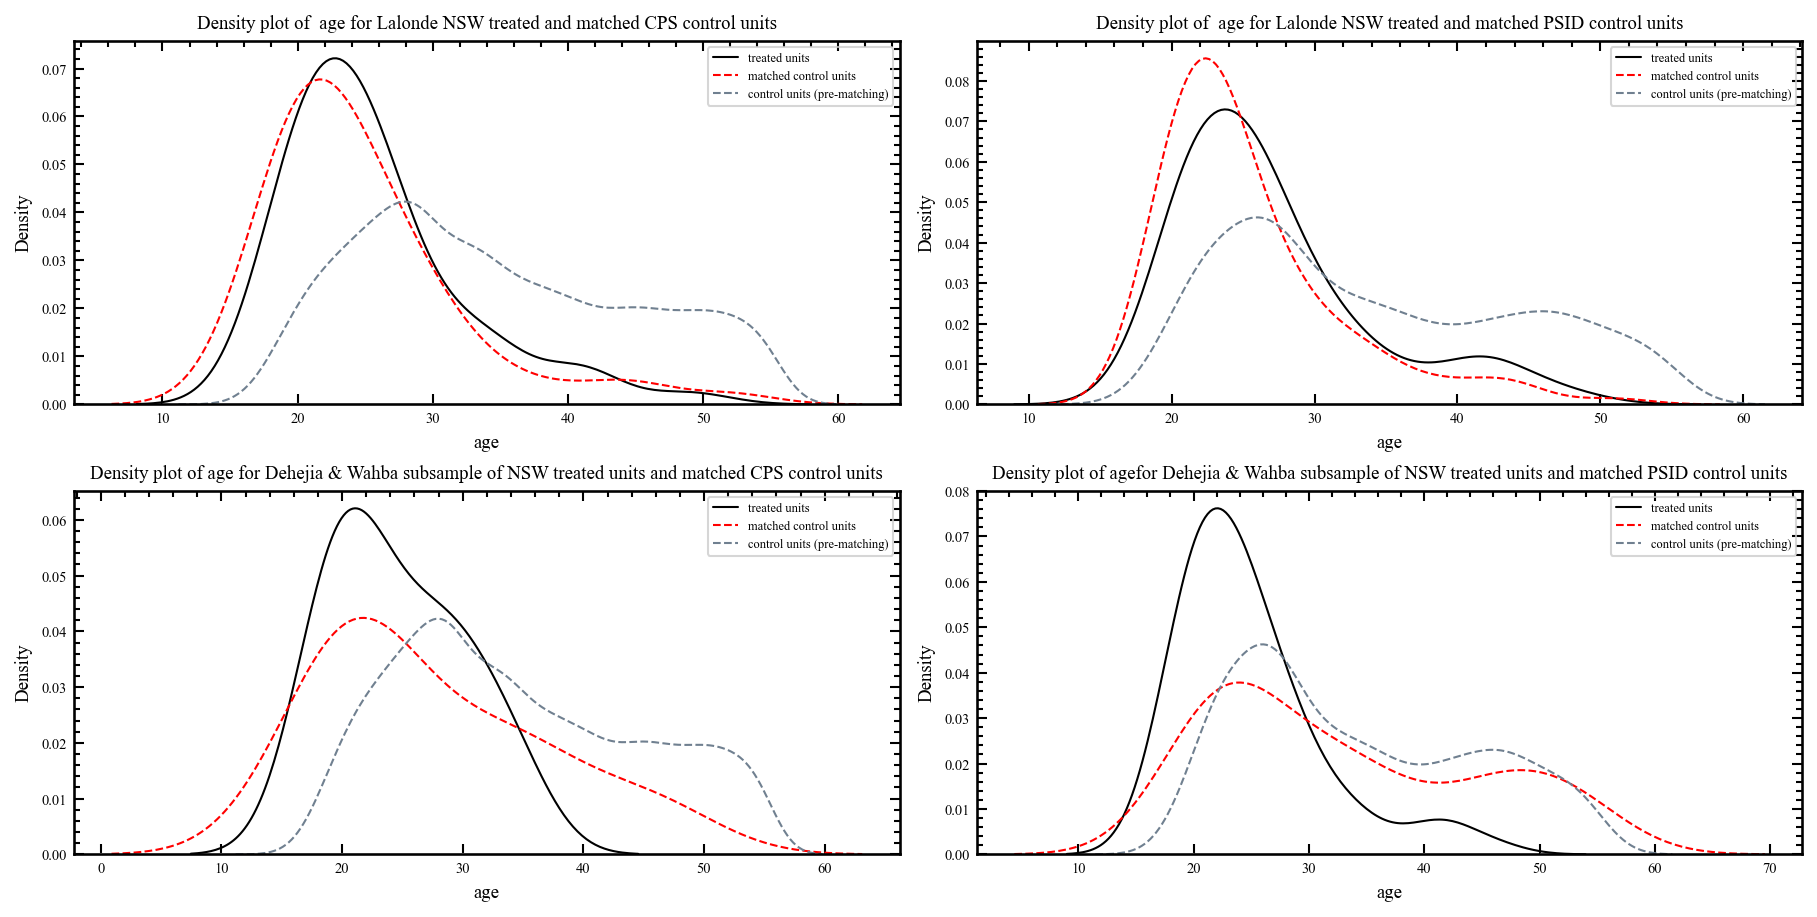 Density plot of  age for Lalonde NSW treated and matched CPS control units
Density
0.07
0.06
0.05
0.04
0.03
0.02
0.01
0.00
treated units
matched control units
control units (pre-matching)
10 20 30 40 50 60
age
Density plot of  age for Lalonde NSW treated and matched PSID control units
Density
0.08
0.07
0.06
0.05
0.04
0.03
0.02
0.01
0.00
treated units
matched control units
control units (pre-matching)
10 20 30 40 50 60
age
Density plot of age for Dehejia & Wahba subsample of NSW treated units and matched CPS control units
Density
0.06
0.05
0.04
0.03
0.02
0.01
0.00
treated units
matched control units
control units (pre-matching)
0 10 20 30 40 50 60
age
Density plot of agefor Dehejia & Wahba subsample of NSW treated units and matched PSID control units
Density
0.08
0.07
0.06
0.05
0.04
0.03
0.02
0.01
0.00
treated units
matched control units
control units (pre-matching)
10 20 30 40 50 60 70
age